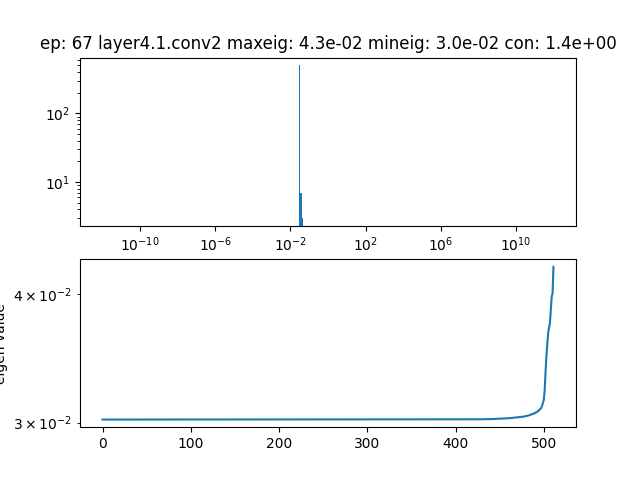 ep: 67 layer4.1.conv2 maxeig: 4.3e-02 mineig: 3.0e-02 con: 1.4e+00
10²
10¹
10⁻¹⁰ 10⁻⁶ 10⁻² 10² 10⁶ 10¹⁰
eigen value
4 × 10⁻²
3 × 10⁻²
0 100 200 300 400 500